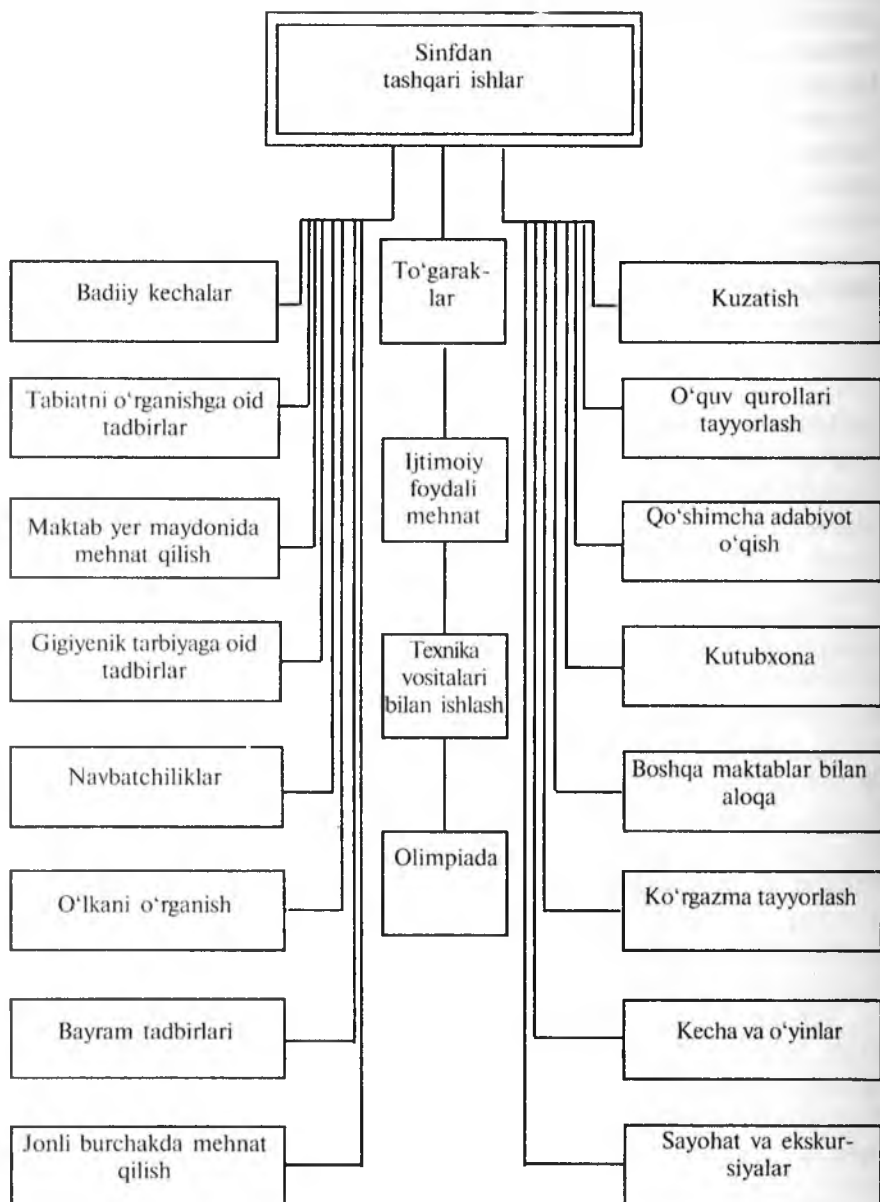 Sinfdan
tashqari ishlar
Badiiy kechalar
Tabiatni o‘rganishga oid
tadbirlar
Maktab yer maydonida
mehnat qilish
Gigiyenik tarbiyaga oid
tadbirlar
Navbatchiliklar
O‘lkani o‘rganish
Bayram tadbirlari
Jonli burchakda mehnat
qilish
To‘garak-
lar
Ijtimoiy
foydali
mehnat
Texnika
vositalari
bilan ishlash
Olimpiada
Kuzatish
O‘quv qurollari
tayyorlash
Qo‘shimcha adabiyot
o‘qish
Kutubxona
Boshqa maktablar bilan
aloqa
Ko‘rgazma tayyorlash
Kecha va o‘yinlar
Sayohat va ekskur-
siyalar